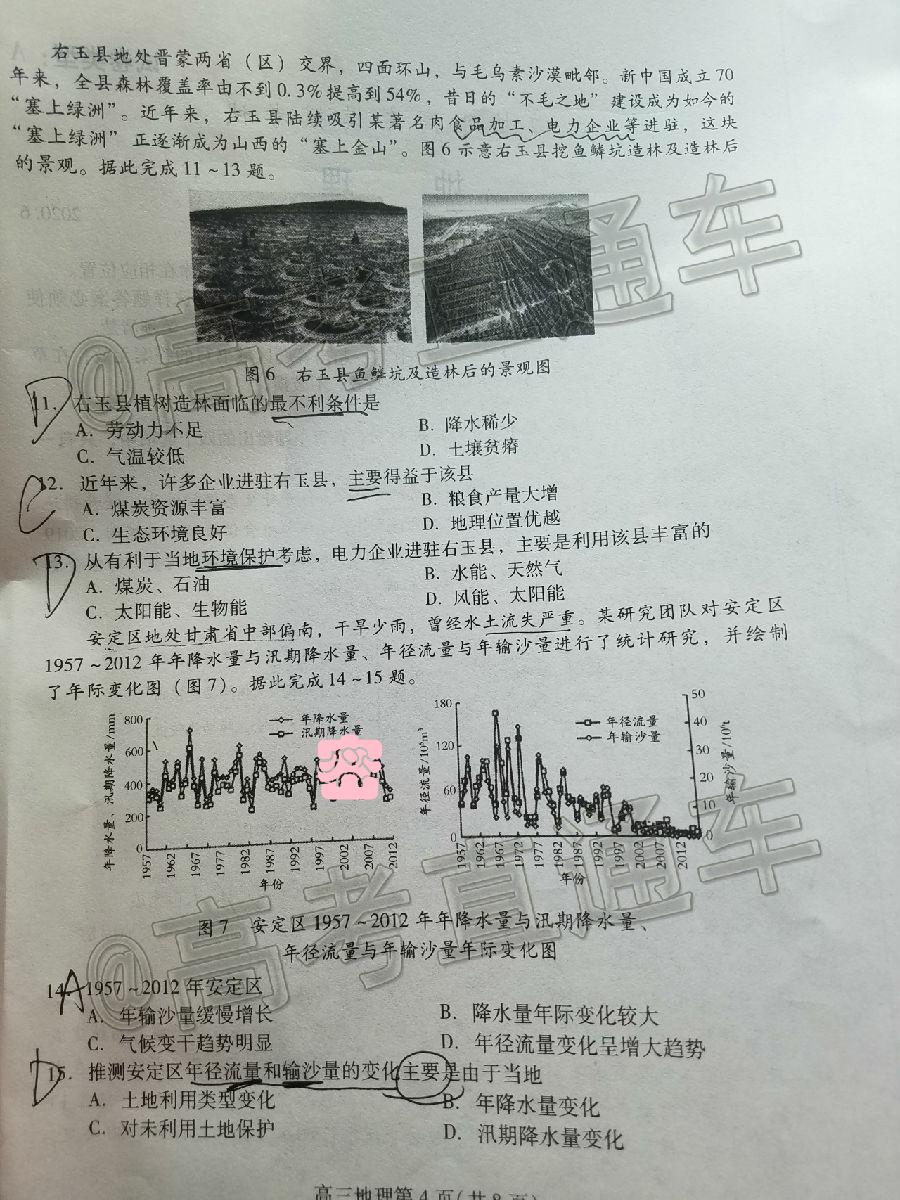 右玉县地处晋蒙两省（区）交界，四面环山，与毛乌素沙漠毗邻。新中国成立70
年来，全县森林覆盖率由不到0.3%提高到54%，昔日的“不毛之地”建设成为如今的
“塞上绿洲”。近年来，右玉县陆续吸引某著名肉食品加工、电力企业等进驻，这块
“塞上绿洲”正逐渐成为山西的“塞上金山”。图6示意右玉县挖鱼鳞坑造林及造林后
的景观。据此完成11~13题。
@高考直通车
图6 右玉县鱼鳞坑及造林后的景观图
D
11. 右玉县植树造林面临的最不利条件是
A. 劳动力不足 B. 降水稀少
C. 气温较低 D. 土壤贫瘠
C
12. 近年来，许多企业进驻右玉县，主要得益于该县
A. 煤炭资源丰富 B. 粮食产量大增
C. 生态环境良好 D. 地理位置优越
D
13. 从有利于当地环境保护考虑，电力企业进驻右玉县，主要是利用该县丰富的
A. 煤炭、石油 B. 水能、天然气
C. 太阳能、生物能 D. 风能、太阳能
安定区地处甘肃省中部偏南，干旱少雨，曾经水土流失严重。某研究团队对安定区
1957~2012年年降水量与汛期降水量、年径流量与年输沙量进行了统计研究，并绘制
了年际变化图（图7）。据此完成14~15题。
年降水量、汛期降水量/mm
800
600
400
200
0
年降水量
汛期降水量
1957 1962 1967 1977 1982 1987 1992 1997 2002 2007 2012
年份
年径流量/10⁶m³
180
120
60
0
年径流量
年输沙量
50
40
30
20
10
0
年输沙量/10⁶t
1957 1962 1967 1972 1977 1982 1987 1992 1997 2002 2007 2012
年份
@高考直通车
图7 安定区1957~2012年年降水量与汛期降水量、
年径流量与年输沙量年际变化图
A
14. 1957~2012年安定区
A. 年输沙量缓慢增长 B. 降水量年际变化较大
C. 气候变干趋势明显 D. 年径流量变化呈增大趋势
D
15. 推测安定区年径流量和输沙量的变化主要是由于当地
A. 土地利用类型变化 B. 年降水量变化
C. 对未利用土地保护 D. 汛期降水量变化
高三地理第4页(共8页)